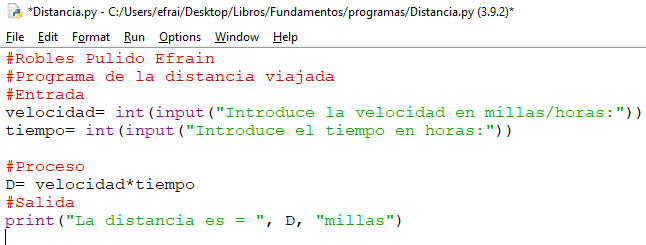 *Distancia.py - C:/Users/efrai/Desktop/Libros/Fundamentos/programas/Distancia.py (3.9.2)*
File Edit Format Run Options Window Help
#Robles Pulido Efrain
#Programa de la distancia viajada
#Entrada
velocidad= int(input("Introduce la velocidad en millas/horas:"))
tiempo= int(input("Introduce el tiempo en horas:"))
#Proceso
D= velocidad*tiempo
#Salida
print("La distancia es = ", D, "millas")